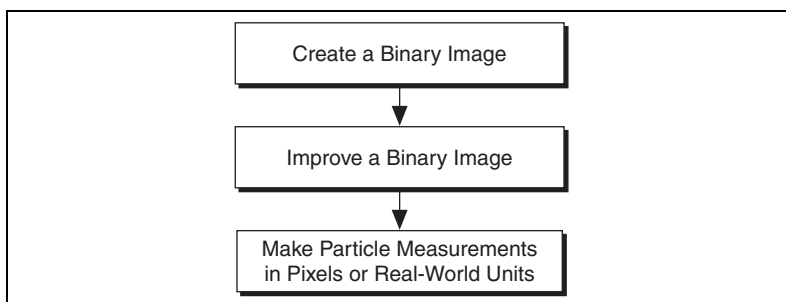 Create a Binary Image
Improve a Binary Image
Make Particle Measurements
in Pixels or Real-World Units